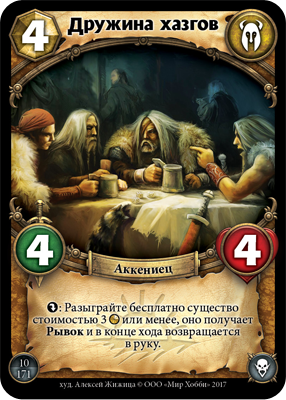 4
Дружина хазгов
4
4
Аккениец
: Разыграйте бесплатно существо
стоимостью 3 или менее, оно получает
Рывок и в конце хода возвращается
в руку.
10
171
худ. Алексей Жижица © ООО «Мир Хобби» 2017